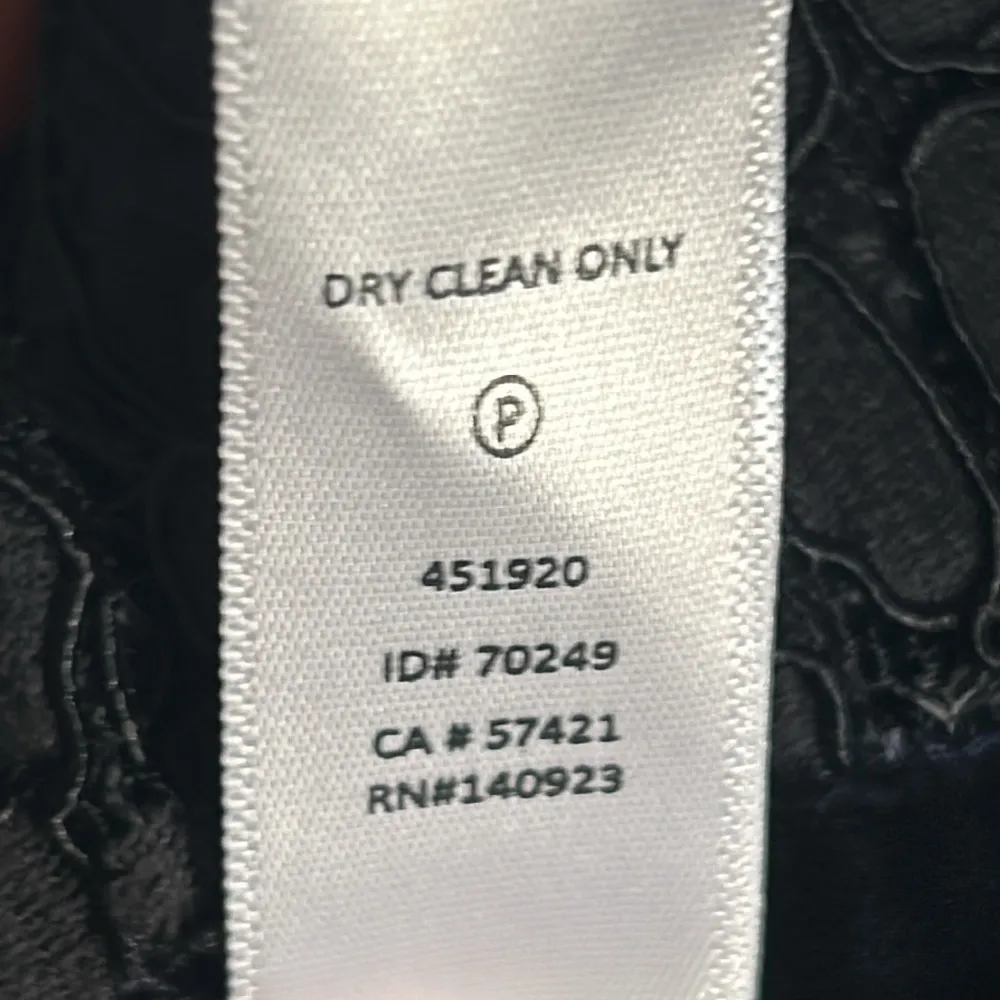 DRY CLEAN ONLY
P
451920
ID# 70249
CA # 57421
RN#140923